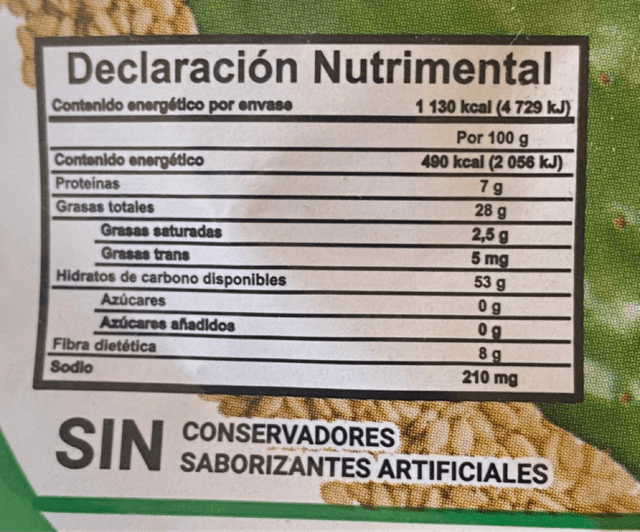 Declaración Nutrimental
Contenido energético por envase 1 130 kcal (4 729 kJ)
Por 100 g
Contenido energético 490 kcal (2 056 kJ)
Proteínas 7 g
Grasas totales 28 g
Grasas saturadas 2,5 g
Grasas trans 5 mg
Hidratos de carbono disponibles 53 g
Azúcares 0 g
Azúcares añadidos 0 g
Fibra dietética 8 g
Sodio 210 mg
SIN CONSERVADORES
SABORIZANTES ARTIFICIALES